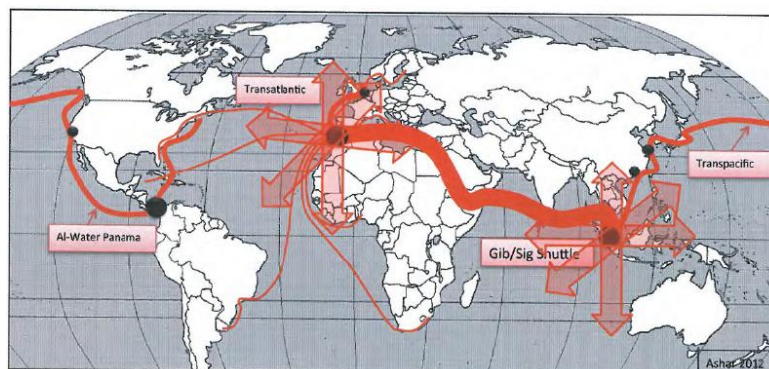 Transatlantic
Transpacific
Al-Water Panama
Gib/Sig Shuttle
Ashar 2012